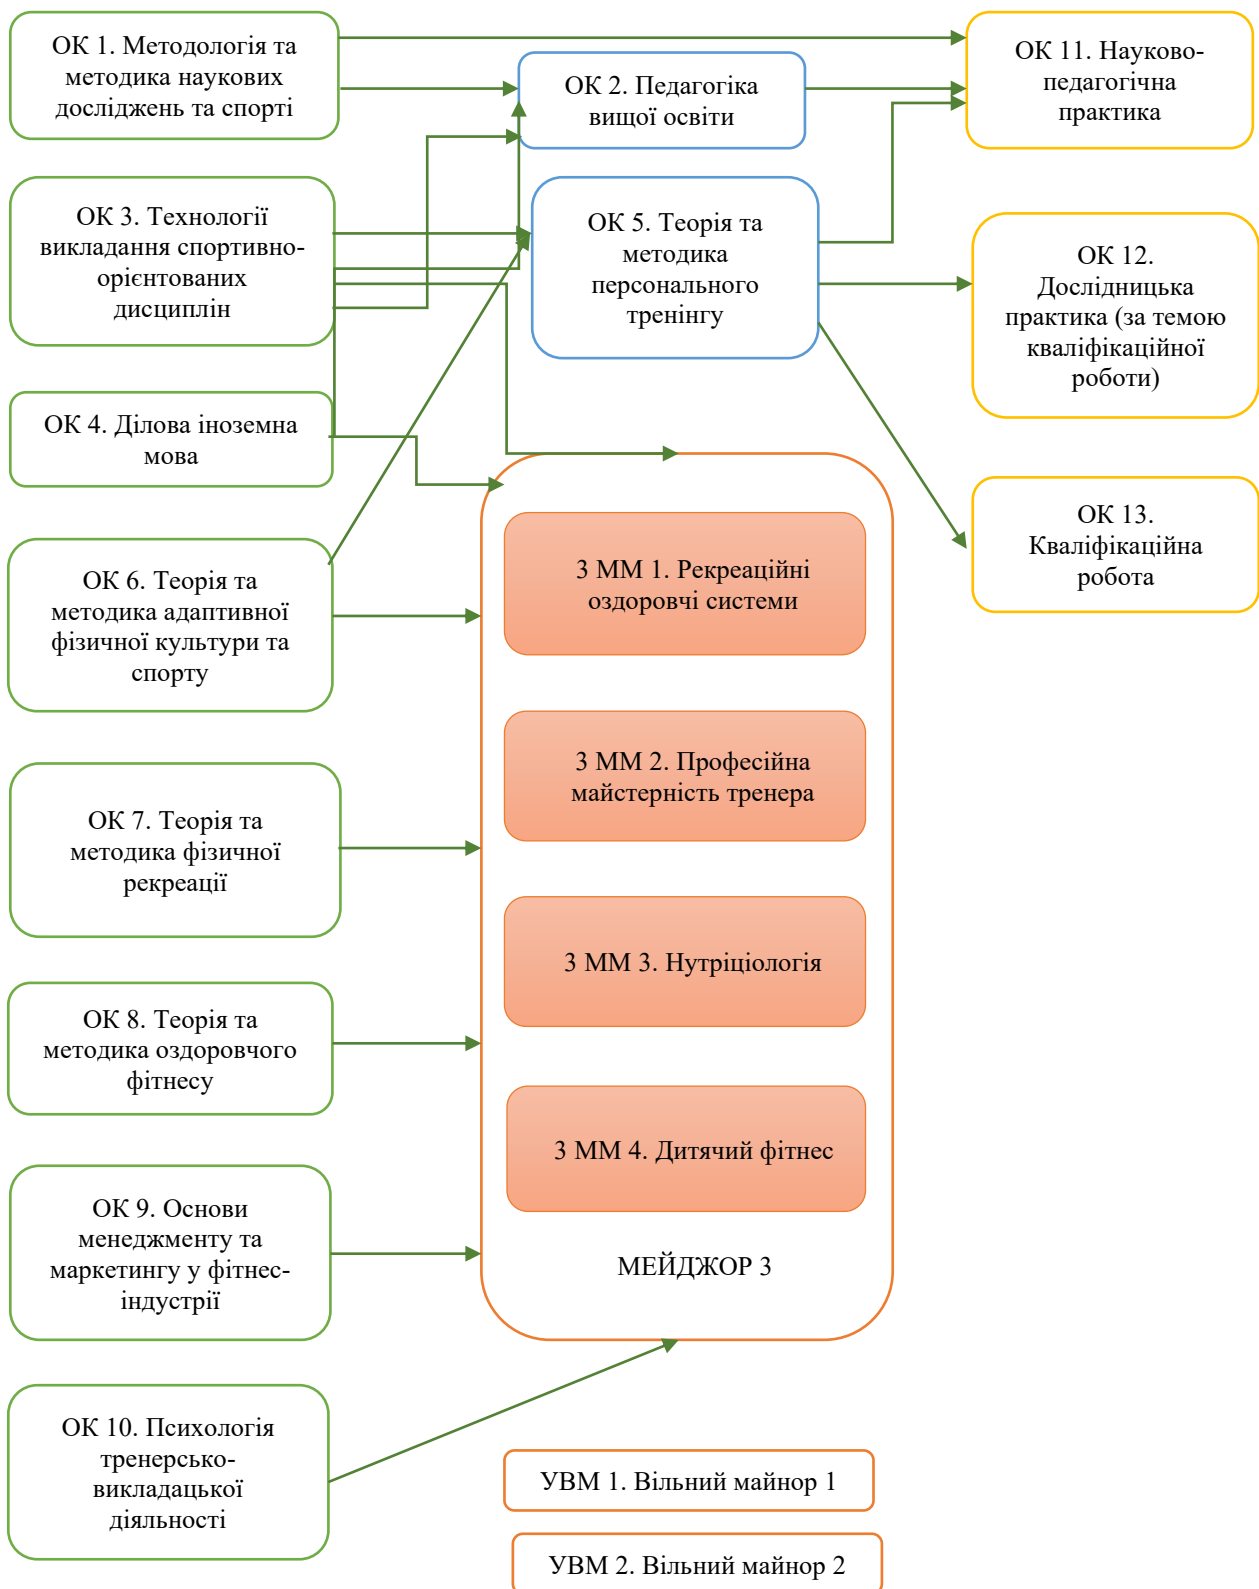 ОК 1. Методологія та
методика наукових
досліджень та спорті
ОК 2. Педагогіка
вищої освіти
ОК 11. Науково-
педагогічна
практика
ОК 3. Технології
викладання спортивно-
орієнтованих
дисциплін
ОК 5. Теорія та
методика
персонального
тренінгу
ОК 12.
Дослідницька
практика (за темою
кваліфікаційної
роботи)
ОК 4. Ділова іноземна
мова
ОК 13.
Кваліфікаційна
робота
ОК 6. Теорія та
методика адаптивної
фізичної культури та
спорту
3 ММ 1. Рекреаційні
оздоровчі системи
3 ММ 2. Професійна
майстерність тренера
ОК 7. Теорія та
методика фізичної
рекреації
3 ММ 3. Нутріціологія
ОК 8. Теорія та
методика оздоровчого
фітнесу
3 ММ 4. Дитячий фітнес
ОК 9. Основи
менеджменту та
маркетингу у фітнес-
індустрії
МЕЙДЖОР 3
ОК 10. Психологія
тренерсько-
викладацької
діяльності
УВМ 1. Вільний майнор 1
УВМ 2. Вільний майнор 2